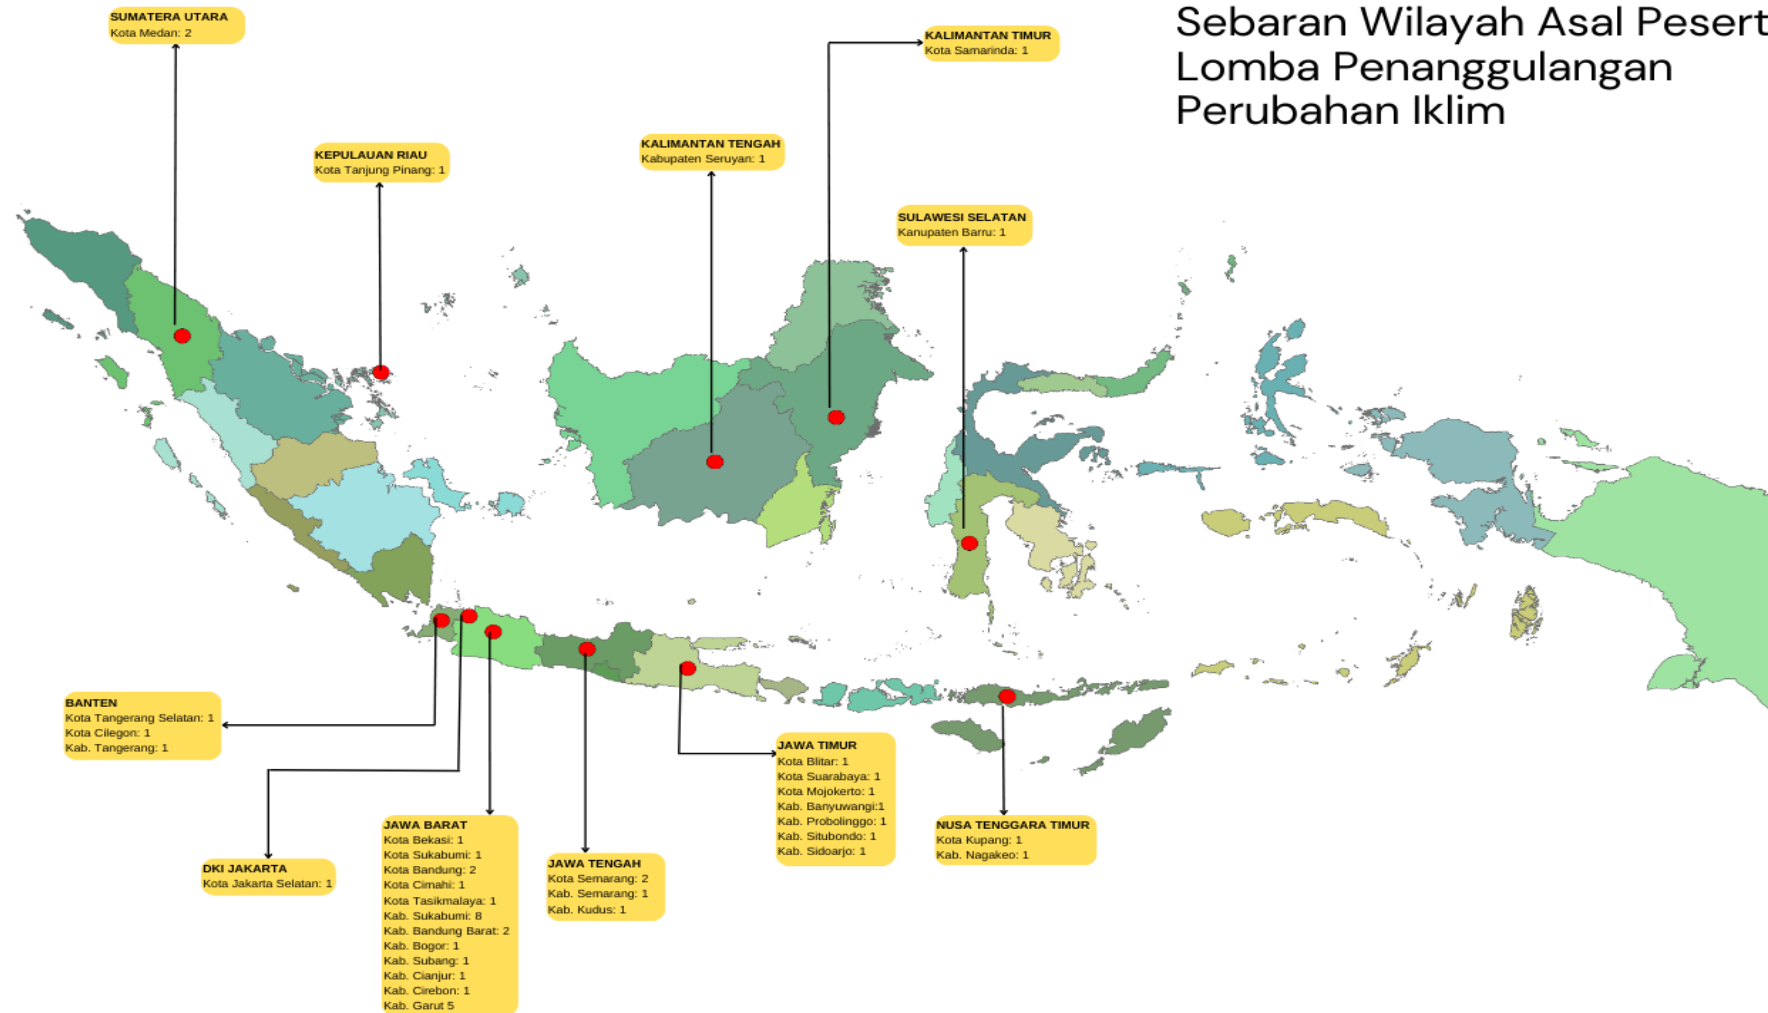 Sebaran Wilayah Asal Pesert
Lomba Penanggulangan
Perubahan Iklim
SUMATERA UTARA
Kota Medan: 2
KALIMANTAN TIMUR
Kota Samarinda: 1
KEPULAUAN RIAU
Kota Tanjung Pinang: 1
KALIMANTAN TENGAH
Kabupaten Seruyan: 1
SULAWESI SELATAN
Kanupaten Barru: 1
BANTEN
Kota Tangerang Selatan: 1
Kota Cilegon: 1
Kab. Tangerang: 1
DKI JAKARTA
Kota Jakarta Selatan: 1
JAWA BARAT
Kota Bekasi: 1
Kota Sukabumi: 1
Kota Bandung: 2
Kota Cimahi: 1
Kota Tasikmalaya: 1
Kab. Sukabumi: 8
Kab. Bandung Barat: 2
Kab. Bogor: 1
Kab. Subang: 1
Kab. Cianjur: 1
Kab. Cirebon: 1
Kab. Garut 5
JAWA TENGAH
Kota Semarang: 2
Kab. Semarang: 1
Kab. Kudus: 1
JAWA TIMUR
Kota Blitar: 1
Kota Suarabaya: 1
Kota Mojokerto: 1
Kab. Banyuwangi:1
Kab. Probolinggo: 1
Kab. Situbondo: 1
Kab. Sidoarjo: 1
NUSA TENGGARA TIMUR
Kota Kupang: 1
Kab. Nagakeo: 1